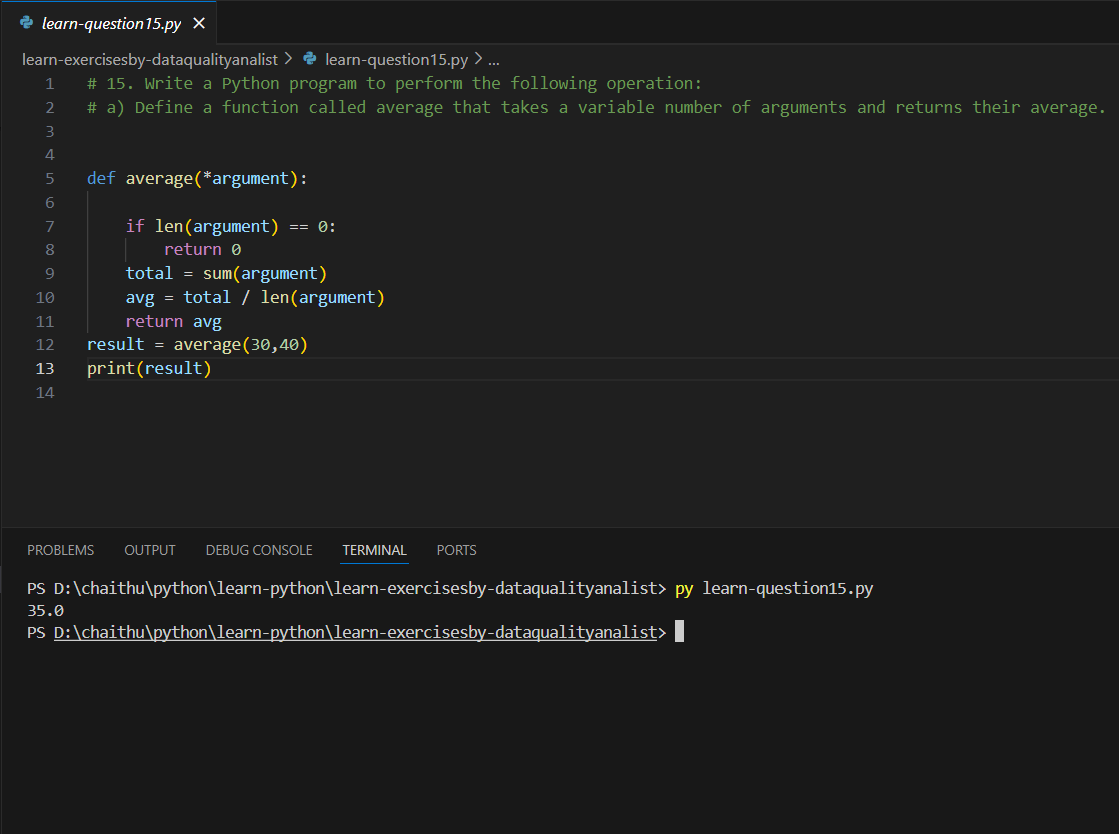 learn-question15.py ×
learn-exercisesby-dataqualityanalist > learn-question15.py > ...
1 # 15. Write a Python program to perform the following operation:
2 # a) Define a function called average that takes a variable number of arguments and returns their average.
3
4
5 def average(*argument):
6
7     if len(argument) == 0:
8         return 0
9     total = sum(argument)
10     avg = total / len(argument)
11     return avg
12 result = average(30,40)
13 print(result)
14
PROBLEMS OUTPUT DEBUG CONSOLE TERMINAL PORTS
PS D:\chaithu\python\learn-python\learn-exercisesby-dataqualityanalist> py learn-question15.py
35.0
PS D:\chaithu\python\learn-python\learn-exercisesby-dataqualityanalist>